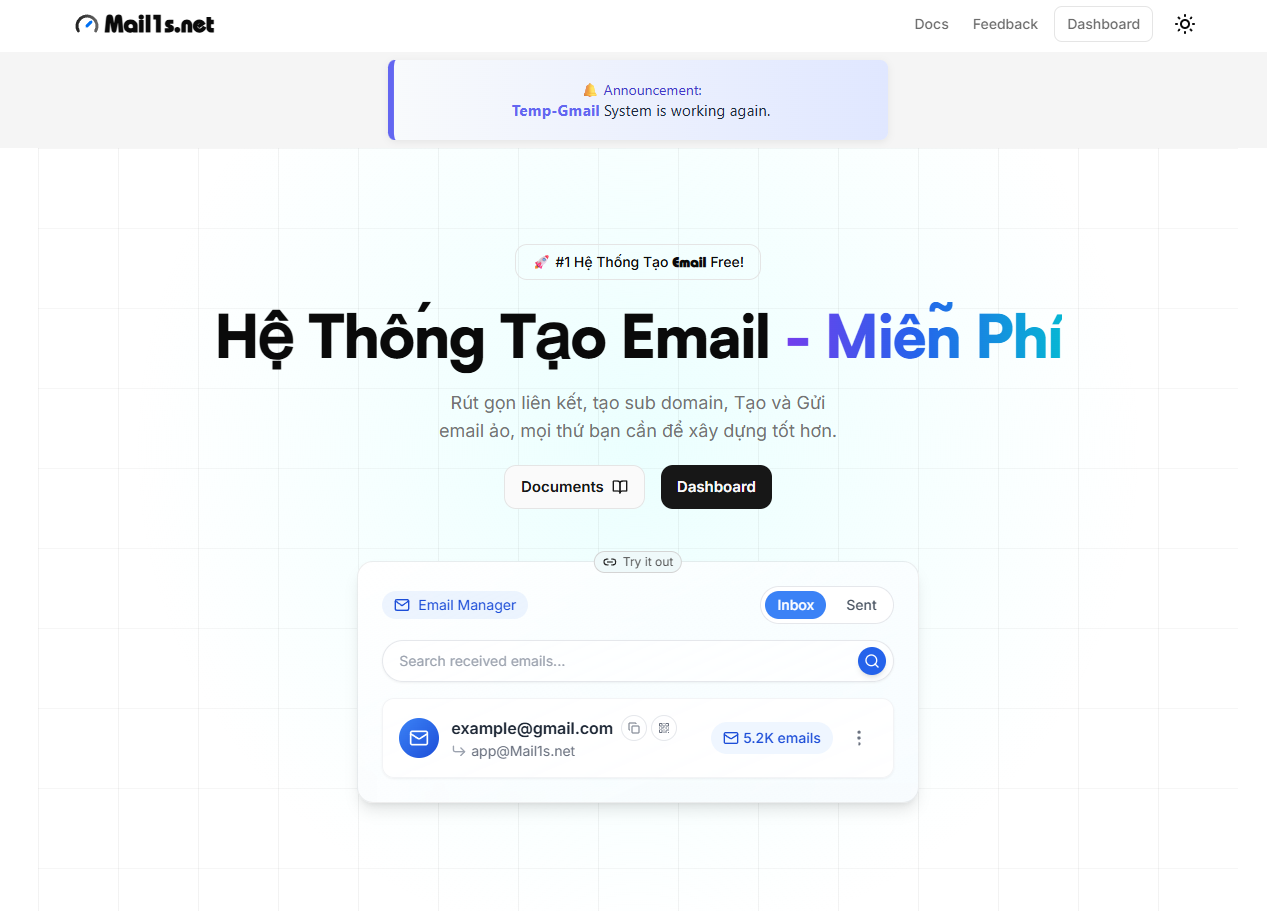 Mail1s.net
Docs Feedback Dashboard
🔔 Announcement:
Temp-Gmail System is working again.
🚀 #1 Hệ Thống Tạo Email Free!
Hệ Thống Tạo Email - Miễn Phí
Rút gọn liên kết, tạo sub domain, Tạo và Gửi
email ảo, mọi thứ bạn cần để xây dựng tốt hơn.
Documents Dashboard
Try it out
Email Manager Inbox Sent
Search received emails...
example@gmail.com
5.2K emails
app@Mail1s.net